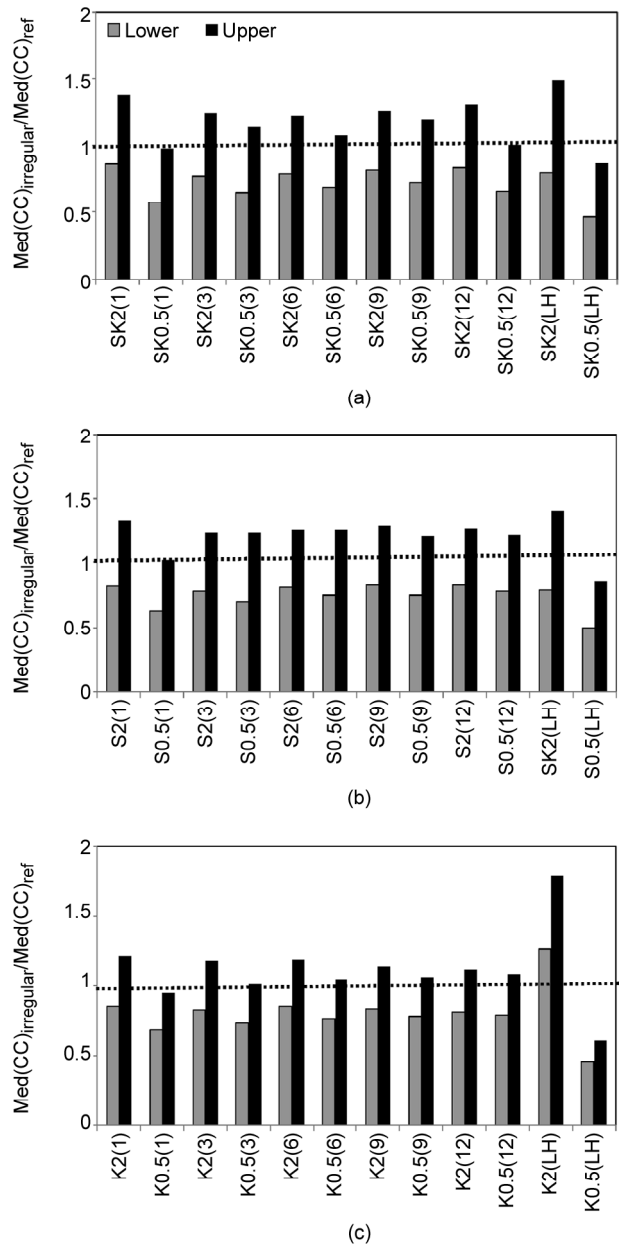 Lower Upper
Med(CC)irregular/Med(CC)ref
2
1.5
1
0.5
0
SK2(1)
SK0.5(1)
SK2(3)
SK0.5(3)
SK2(6)
SK0.5(6)
SK2(9)
SK0.5(9)
SK2(12)
SK0.5(12)
SK2(LH)
SK0.5(LH)
(a)
Med(CC)irregular/Med(CC)ref
2
1.5
1
0.5
0
S2(1)
S0.5(1)
S2(3)
S0.5(3)
S2(6)
S0.5(6)
S2(9)
S0.5(9)
S2(12)
S0.5(12)
SK2(LH)
S0.5(LH)
(b)
Med(CC)irregular/Med(CC)ref
2
1.5
1
0.5
0
K2(1)
K0.5(1)
K2(3)
K0.5(3)
K2(6)
K0.5(6)
K2(9)
K0.5(9)
K2(12)
K0.5(12)
K2(LH)
K0.5(LH)
(c)